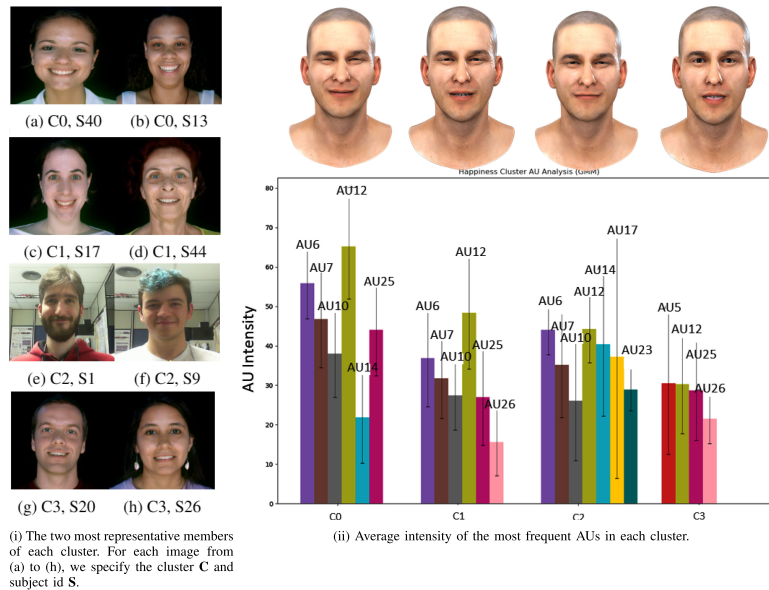 (a) C0, S40
(b) C0, S13
(c) C1, S17
(d) C1, S44
(e) C2, S1
(f) C2, S9
(g) C3, S20
(h) C3, S26
(i) The two most representative members
of each cluster. For each image from
(a) to (h), we specify the cluster C and
subject id S.
Happiness Cluster AU Analysis (GMM)
AU Intensity
80
70
60
50
40
30
20
10
0
AU6
AU7
AU10
AU12
AU14
AU25
AU6
AU7
AU10
AU12
AU25
AU26
AU6
AU7
AU10
AU12
AU14
AU17
AU23
AU5
AU12
AU25
AU26
C0
C1
C2
C3
(ii) Average intensity of the most frequent AUs in each cluster.